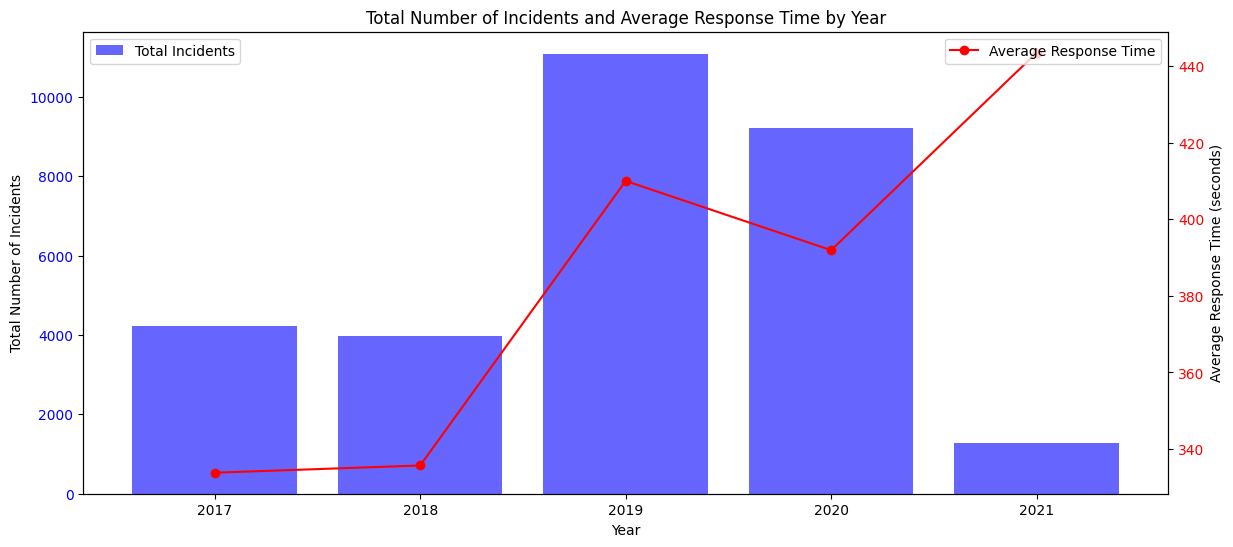 Total Number of Incidents and Average Response Time by Year
Total Incidents
Average Response Time
Total Number of Incidents
10000
8000
6000
4000
2000
0
440
420
400
380
360
340
Average Response Time (seconds)
2017 2018 2019 2020 2021
Year